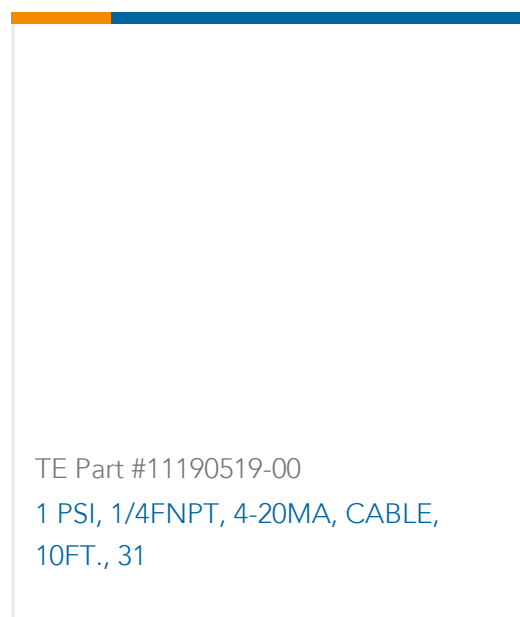 TE Part #11190519-00
1 PSI, 1/4FNPT, 4-20MA, CABLE,
10FT., 31